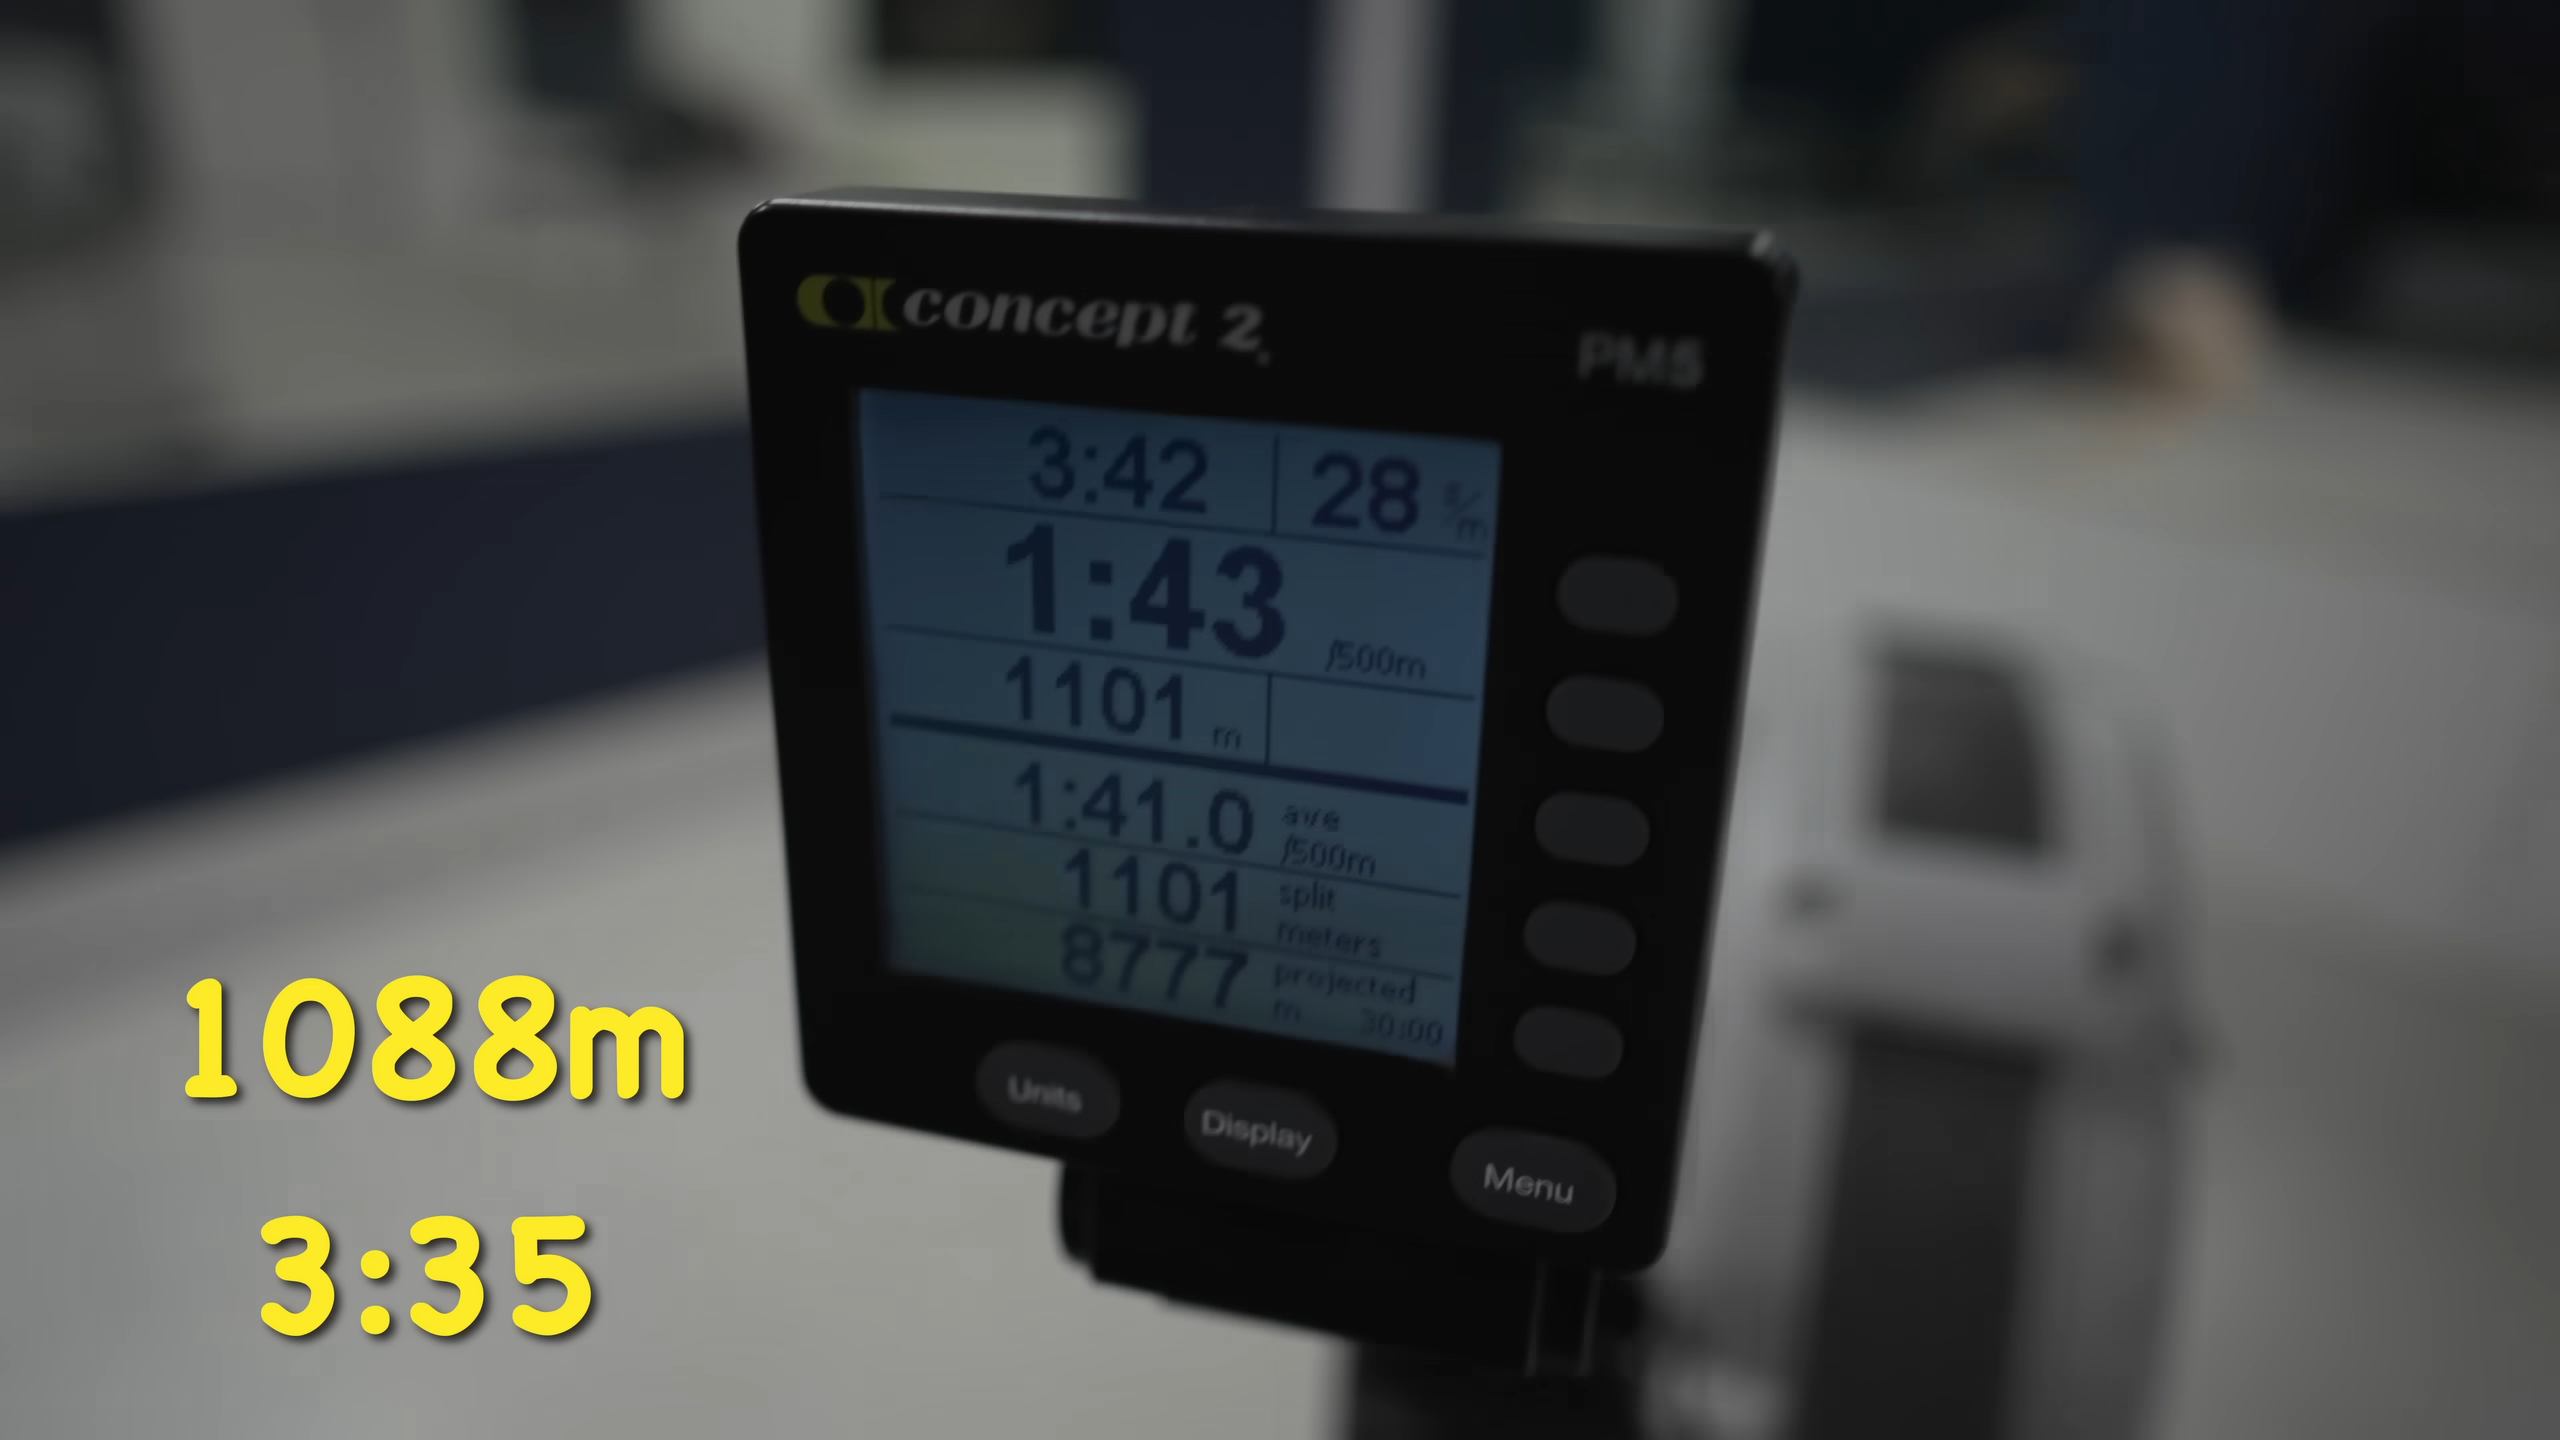 concept 2
PM5
3:42 28 s/m
1:43 /500m
1101 m
1:41.0 ave /500m
1101 split meters
8777 projected m 30:00
Units Display Menu
1088m
3:35